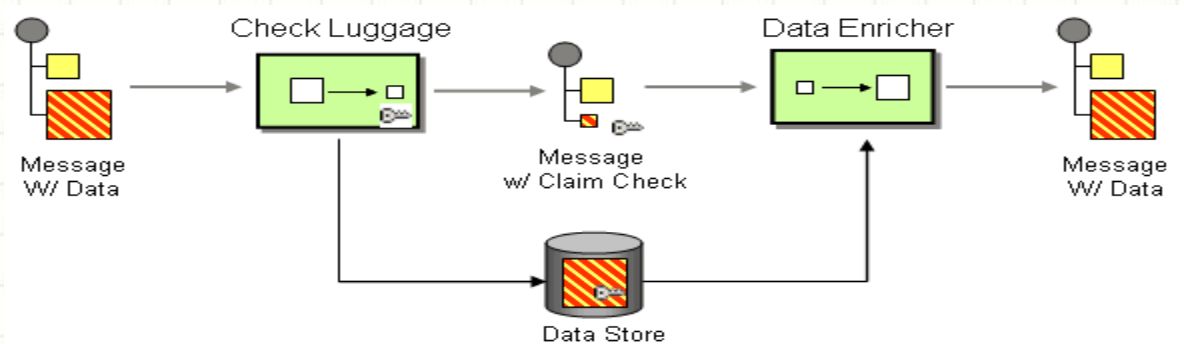 Check Luggage
Data Enricher
Message
W/ Data
Message
w/ Claim Check
Message
W/ Data
Data Store